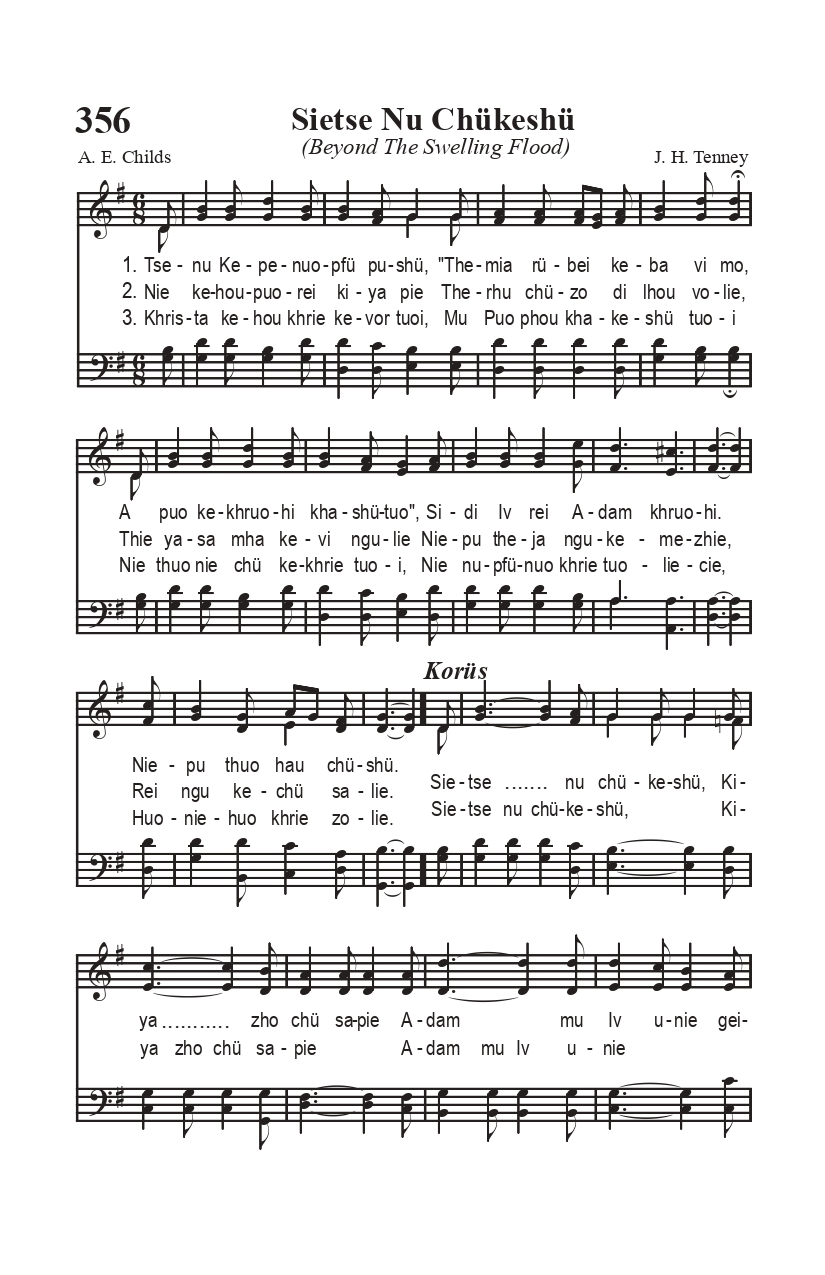 356
Sietse Nu Chükeshü
(Beyond The Swelling Flood)
A. E. Childs
J. H. Tenney
1. Tse - nu Ke - pe - nuo - pfü pu - shü, "The - mia rü - bei ke - ba vi mo,
2. Nie ke - hou - puo - rei ki - ya pie The - rhu chü - zo di lhou vo - lie,
3. Khris - ta ke - hou khrie ke - vor tuoi, Mu Puo phou kha - ke - shü tuo - i
A puo ke - khruo - hi kha - shü - tuo", Si - di Iv rei A - dam khruo - hi.
Thie ya - sa mha ke - vi ngu - lie Nie - pu the - ja ngu - ke - me - zhie,
Nie thuo nie chü ke - khrie tuo - i, Nie nu - pfü - nuo khrie tuo - lie - cie,
Korüs
Nie - pu thuo hau chü - shü.
Rei ngu ke - chü sa - lie.
Huo - nie - huo khrie zo - lie.
Sie - tse ....... nu chü - ke - shü, Ki -
Sie - tse nu chü - ke - shü, Ki -
ya ........... zho chü sa - pie A - dam mu Iv u - nie gei -
ya zho chü sa - pie A - dam mu Iv u - nie